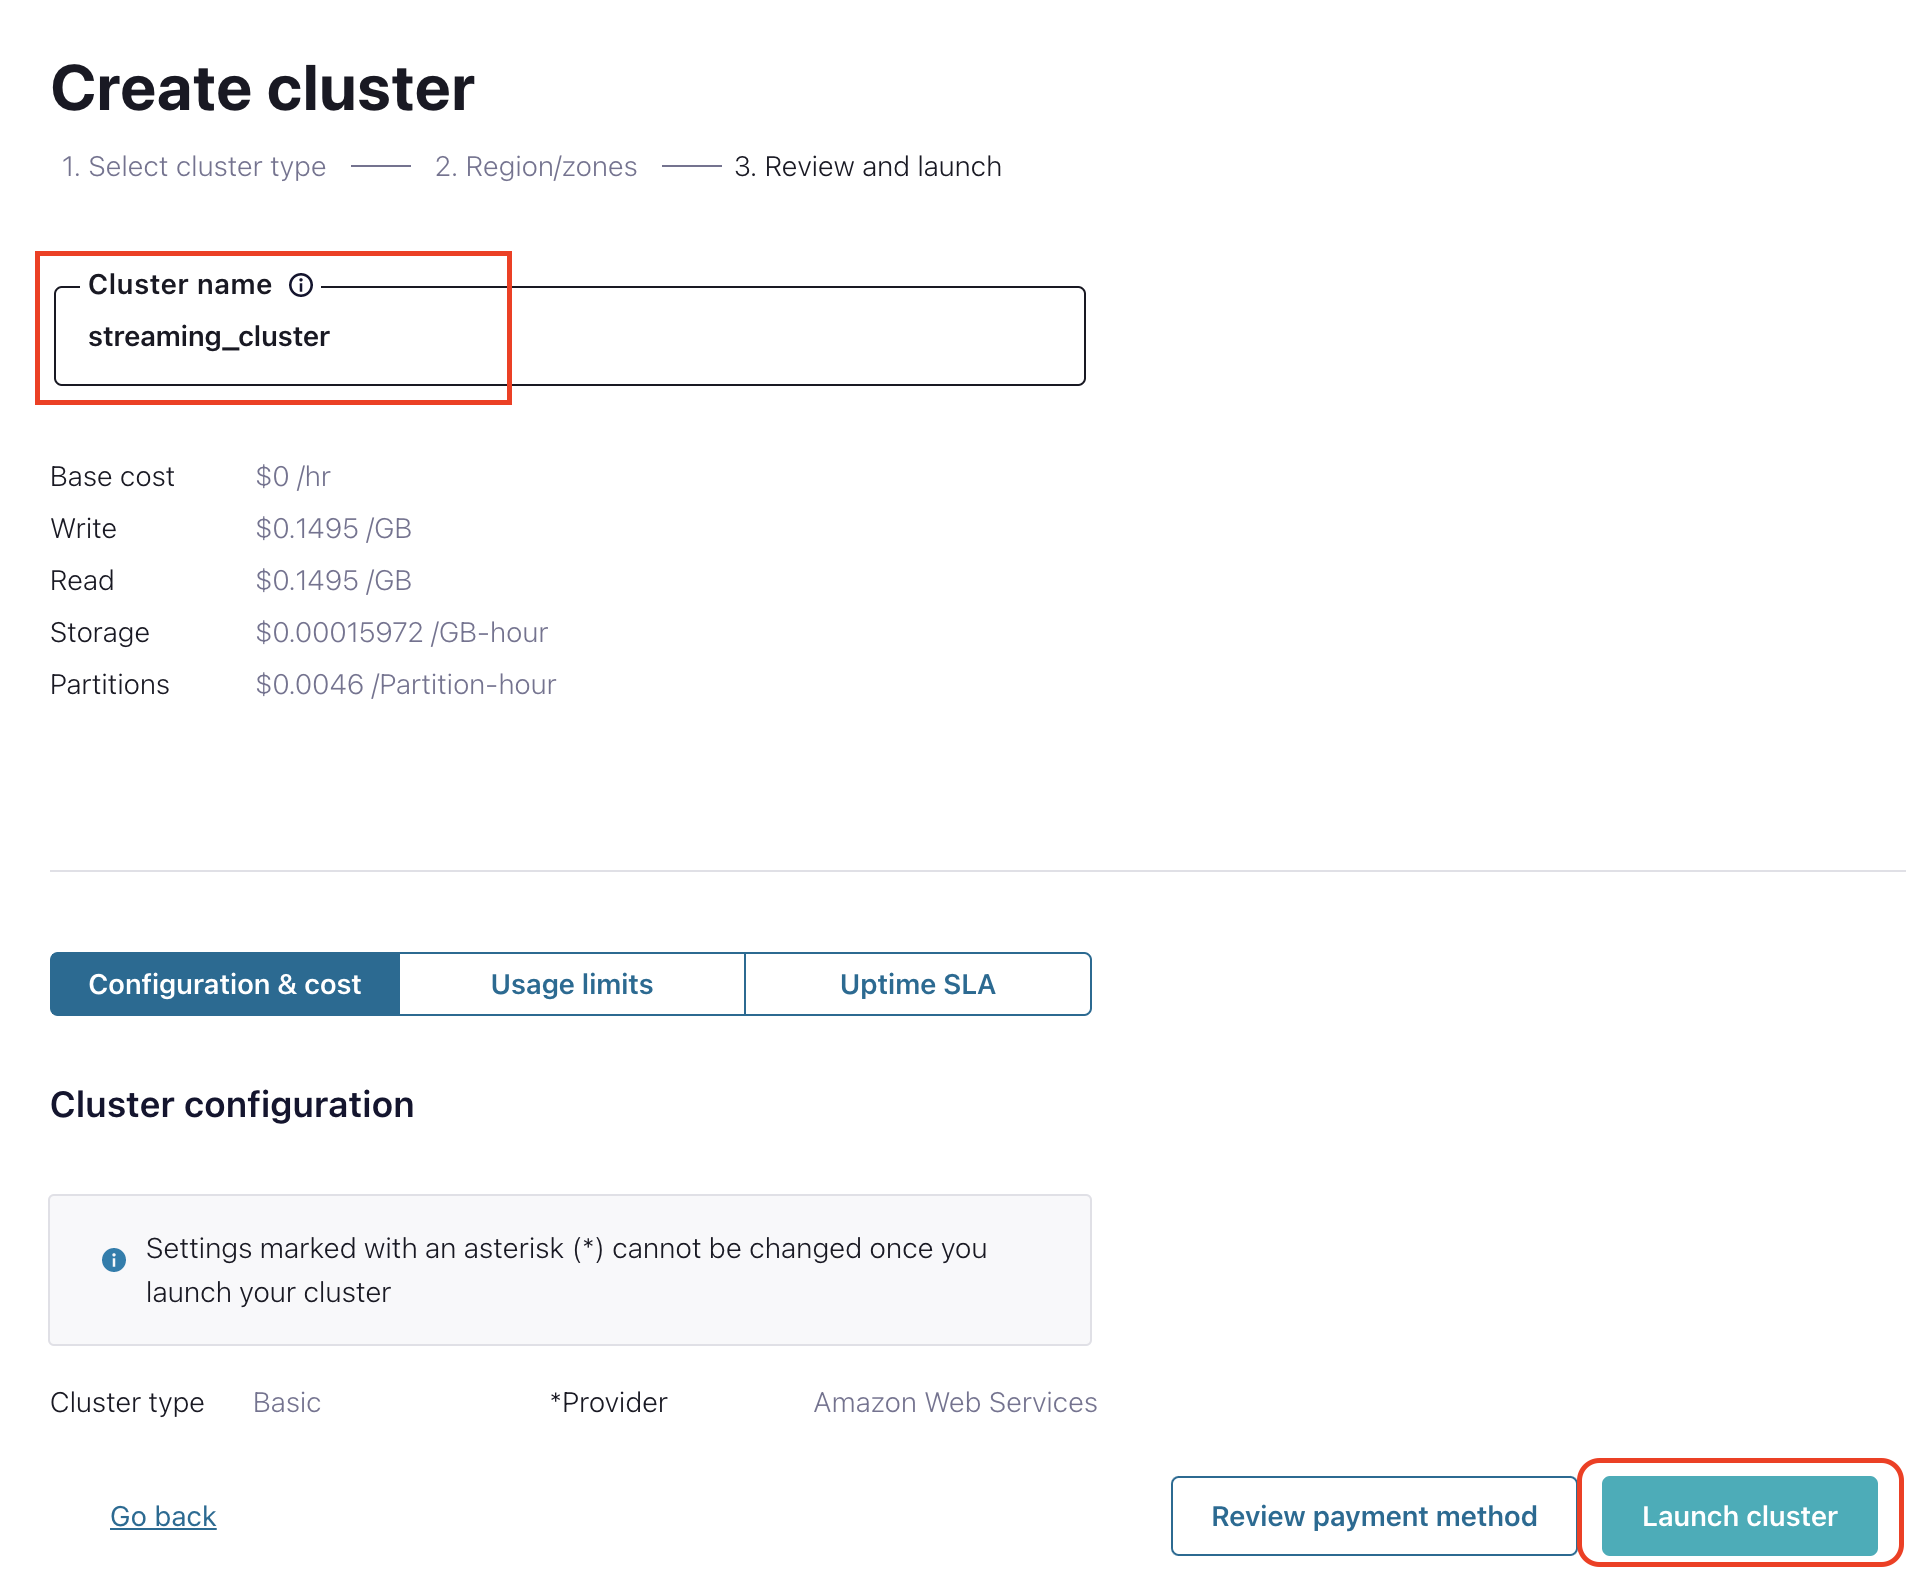 Create cluster
1. Select cluster type 2. Region/zones 3. Review and launch
Cluster name
streaming_cluster
Base cost $0 /hr
Write $0.1495 /GB
Read $0.1495 /GB
Storage $0.00015972 /GB-hour
Partitions $0.0046 /Partition-hour
Configuration & cost Usage limits Uptime SLA
Cluster configuration
Settings marked with an asterisk (*) cannot be changed once you
launch your cluster
Cluster type Basic *Provider Amazon Web Services
Go back Review payment method Launch cluster